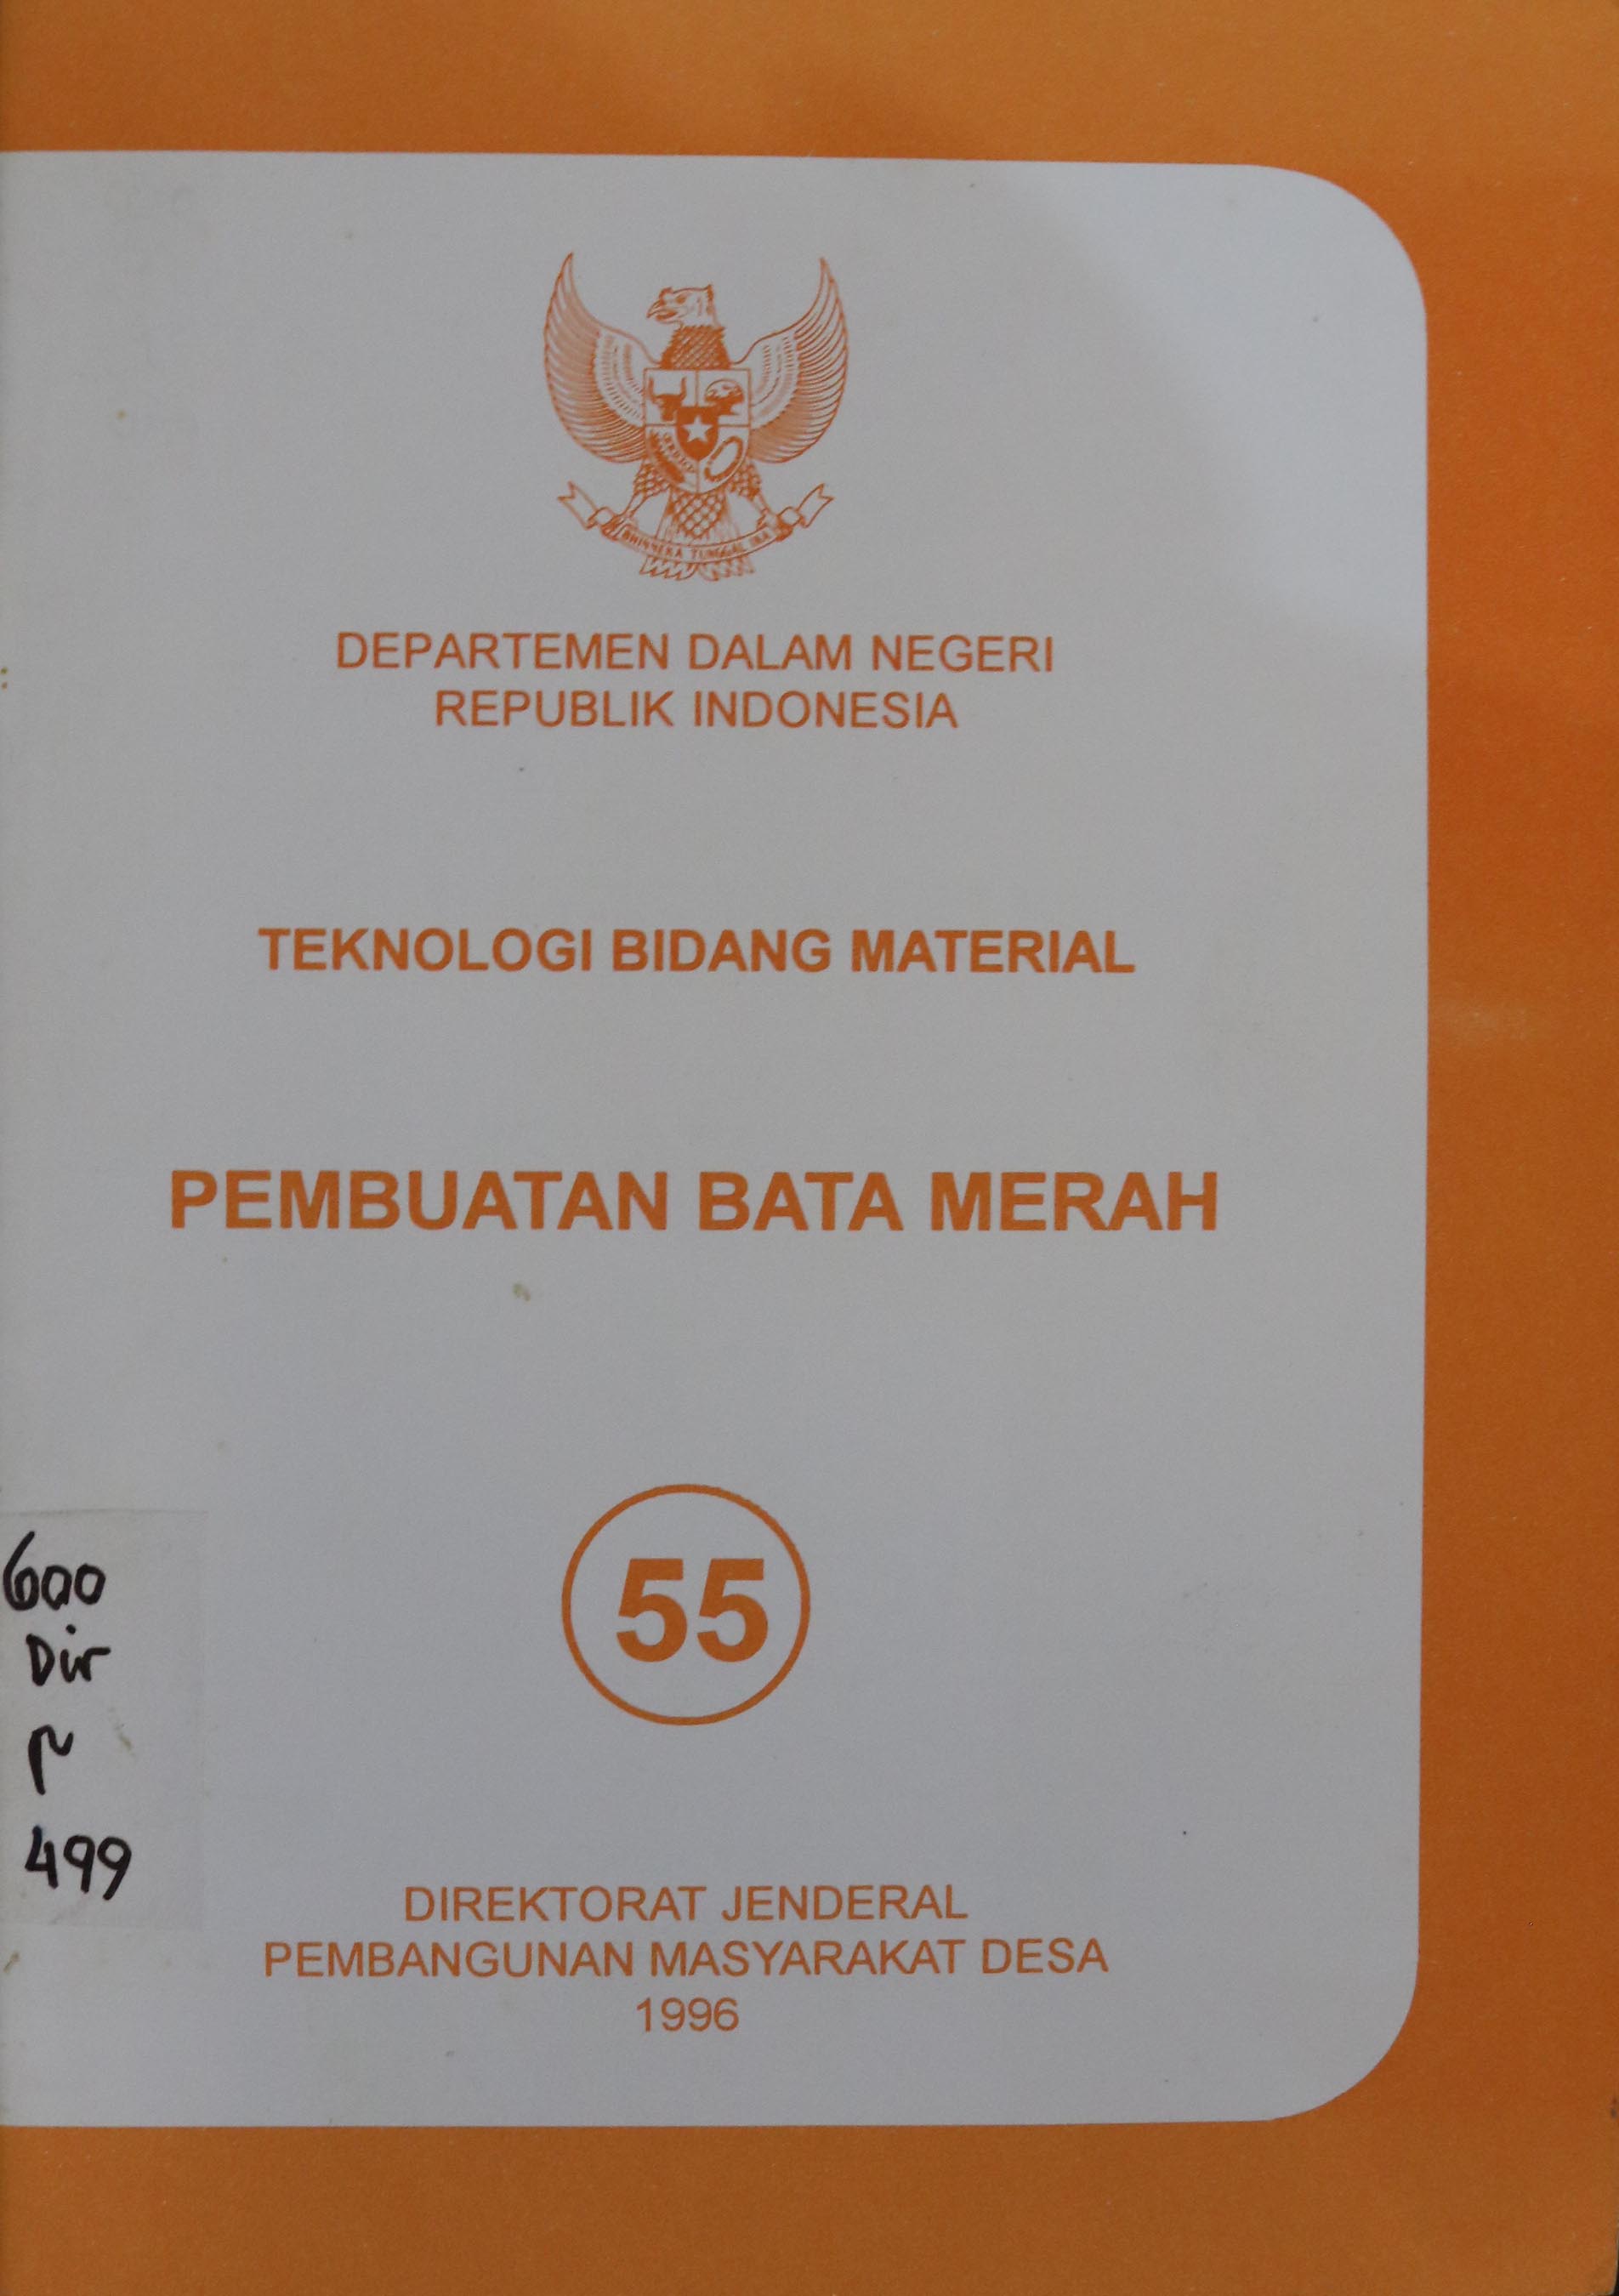 BHINNEKA TUNGGAL IKA
DEPARTEMEN DALAM NEGERI
REPUBLIK INDONESIA
TEKNOLOGI BIDANG MATERIAL
PEMBUATAN BATA MERAH
55
600
Dir
p
499
DIREKTORAT JENDERAL
PEMBANGUNAN MASYARAKAT DESA
1996